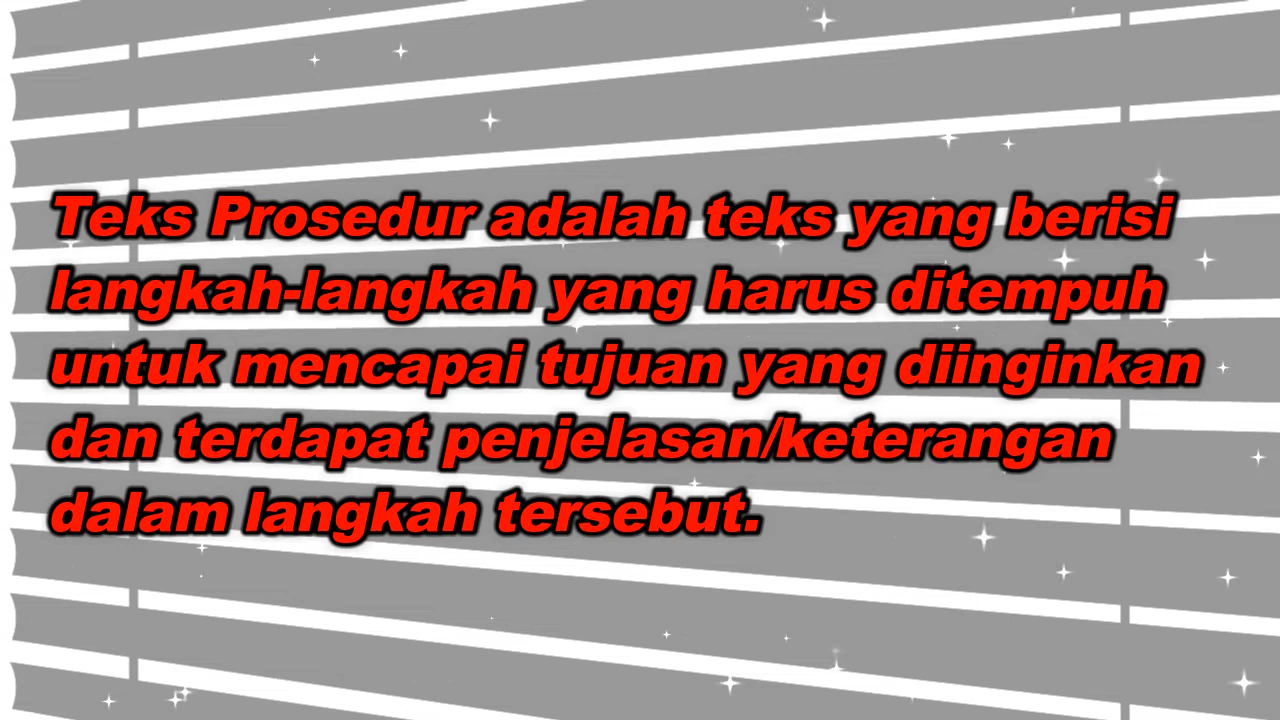 Teks Prosedur adalah teks yang berisi
langkah-langkah yang harus ditempuh
untuk mencapai tujuan yang diinginkan
dan terdapat penjelasan/keterangan
dalam langkah tersebut.